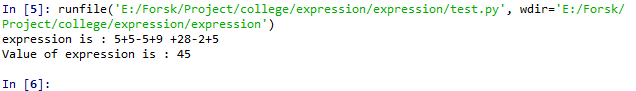 In [5]: runfile('E:/Forsk/Project/college/expression/expression/test.py', wdir='E:/Forsk/
Project/college/expression/expression')
expression is : 5+5-5+9 +28-2+5
Value of expression is : 45
In [6]: